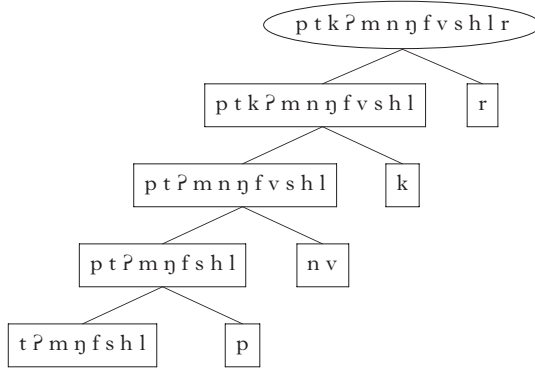 p t k ʔ m n ŋ f v s h l r
p t k ʔ m n ŋ f v s h l
r
p t ʔ m n ŋ f v s h l
k
p t ʔ m ŋ f s h l
n v
t ʔ m ŋ f s h l
p